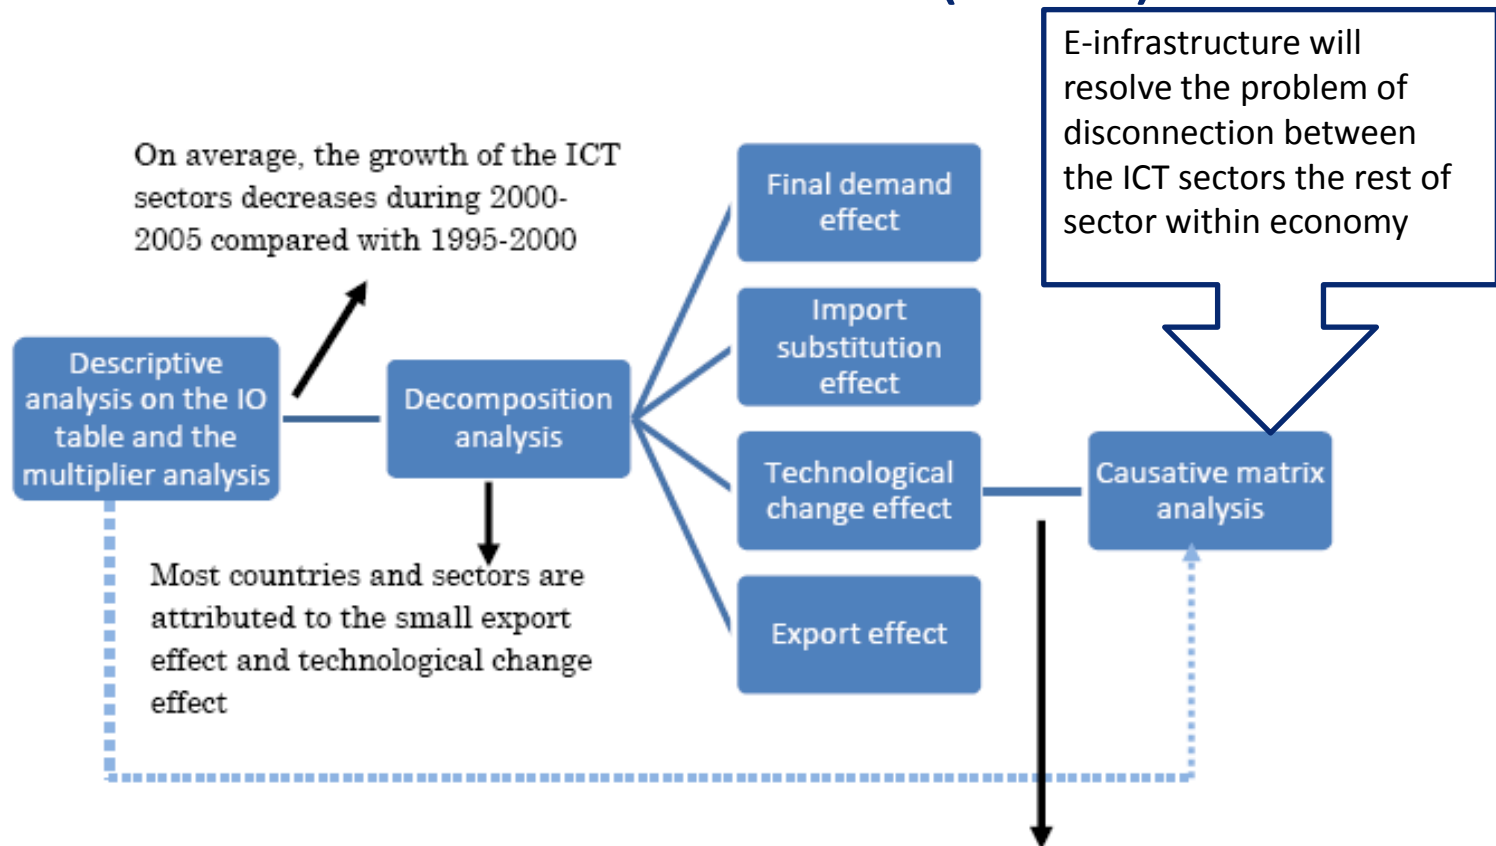 E-infrastructure will
resolve the problem of
disconnection between
the ICT sectors the rest of
sector within economy
On average, the growth of the ICT
sectors decreases during 2000-
2005 compared with 1995-2000
Final demand
effect
Import
substitution
effect
Descriptive
analysis on the IO
table and the
multiplier analysis
Decomposition
analysis
Technological
change effect
Causative matrix
analysis
Most countries and sectors are
attributed to the small export
effect and technological change
effect
Export effect